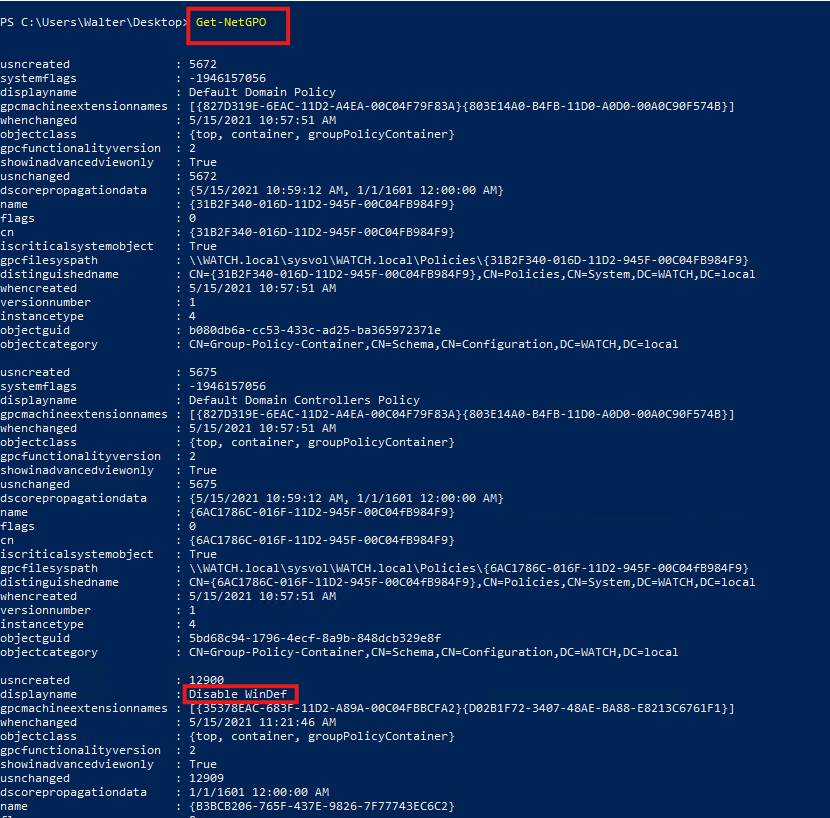 PS C:\Users\Walter\Desktop> Get-NetGPO
usncreated : 5672
systemflags : -1946157056
displayname : Default Domain Policy
gpcmachineextensionnames : [{827D319E-6EAC-11D2-A4EA-00C04F79F83A}{803E14A0-B4FB-11D0-A0D0-00A0C90F574B}]
whenchanged : 5/15/2021 10:57:51 AM
objectclass : {top, container, groupPolicyContainer}
gpcfunctionalityversion : 2
showinadvancedviewonly : True
usnchanged : 5672
dscorepropagationdata : {5/15/2021 10:59:12 AM, 1/1/1601 12:00:00 AM}
name : {31B2F340-016D-11D2-945F-00C04FB984F9}
flags : 0
cn : {31B2F340-016D-11D2-945F-00C04FB984F9}
iscriticalsystemobject : True
gpcfilesyspath : \\WATCH.local\sysvol\WATCH.local\Policies\{31B2F340-016D-11D2-945F-00C04FB984F9}
distinguishedname : CN={31B2F340-016D-11D2-945F-00C04FB984F9},CN=Policies,CN=System,DC=WATCH,DC=local
whencreated : 5/15/2021 10:57:51 AM
versionnumber : 1
instancetype : 4
objectguid : b080db6a-cc53-433c-ad25-ba365972371e
objectcategory : CN=Group-Policy-Container,CN=Schema,CN=Configuration,DC=WATCH,DC=local
usncreated : 5675
systemflags : -1946157056
displayname : Default Domain Controllers Policy
gpcmachineextensionnames : [{827D319E-6EAC-11D2-A4EA-00C04F79F83A}{803E14A0-B4FB-11D0-A0D0-00A0C90F574B}]
whenchanged : 5/15/2021 10:57:51 AM
objectclass : {top, container, groupPolicyContainer}
gpcfunctionalityversion : 2
showinadvancedviewonly : True
usnchanged : 5675
dscorepropagationdata : {5/15/2021 10:59:12 AM, 1/1/1601 12:00:00 AM}
name : {6AC1786C-016F-11D2-945F-00C04fB984F9}
flags : 0
cn : {6AC1786C-016F-11D2-945F-00C04fB984F9}
iscriticalsystemobject : True
gpcfilesyspath : \\WATCH.local\sysvol\WATCH.local\Policies\{6AC1786C-016F-11D2-945F-00C04fB984F9}
distinguishedname : CN={6AC1786C-016F-11D2-945F-00C04fB984F9},CN=Policies,CN=System,DC=WATCH,DC=local
whencreated : 5/15/2021 10:57:51 AM
versionnumber : 1
instancetype : 4
objectguid : 5bd68c94-1796-4ecf-8a9b-848dcb329e8f
objectcategory : CN=Group-Policy-Container,CN=Schema,CN=Configuration,DC=WATCH,DC=local
usncreated : 12900
displayname : Disable WinDef
gpcmachineextensionnames : [{35378EAC-683F-11D2-A89A-00C04FBBCFA2}{D02B1F72-3407-48AE-BA88-E8213C6761F1}]
whenchanged : 5/15/2021 11:21:46 AM
objectclass : {top, container, groupPolicyContainer}
gpcfunctionalityversion : 2
showinadvancedviewonly : True
usnchanged : 12909
dscorepropagationdata : 1/1/1601 12:00:00 AM
name : {B3BCB206-765F-437E-9826-7F77743EC6C2}